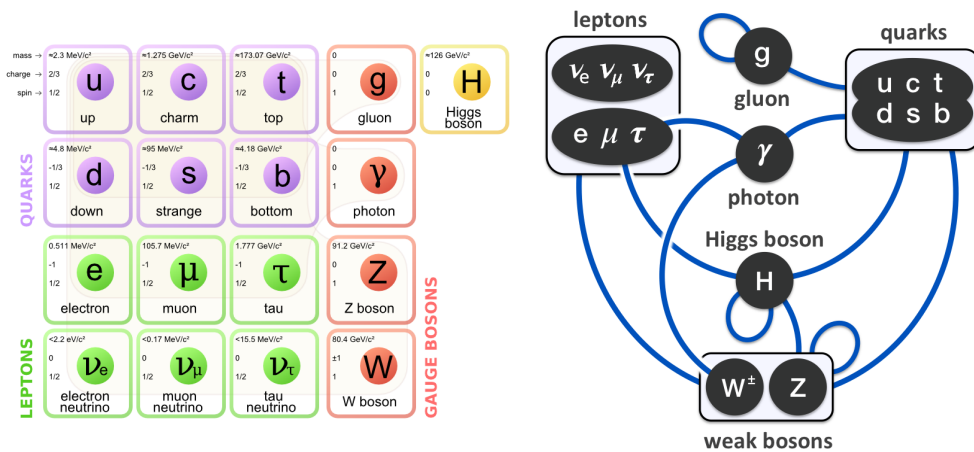 mass → ≈2.3 MeV/c² ≈1.275 GeV/c² ≈173.07 GeV/c² 0 ≈126 GeV/c²
charge → 2/3 2/3 2/3 0 0
spin → 1/2 1/2 1/2 1 0
u c t g H
up charm top gluon Higgs
boson
≈4.8 MeV/c² ≈95 MeV/c² ≈4.18 GeV/c² 0
-1/3 -1/3 -1/3 0
1/2 1/2 1/2 1
d s b γ
down strange bottom photon
QUARKS
0.511 MeV/c² 105.7 MeV/c² 1.777 GeV/c² 91.2 GeV/c²
-1 -1 -1 0
1/2 1/2 1/2 1
e μ τ Z
electron muon tau Z boson
<2.2 eV/c² <0.17 MeV/c² <15.5 MeV/c² 80.4 GeV/c²
0 0 0 ±1
1/2 1/2 1/2 1
νe νμ ντ W
electron muon tau W boson
neutrino neutrino neutrino
LEPTONS
GAUGE BOSONS
leptons
νe νμ ντ
e μ τ
g
gluon
quarks
u c t
d s b
γ
photon
Higgs boson
H
W± Z
weak bosons